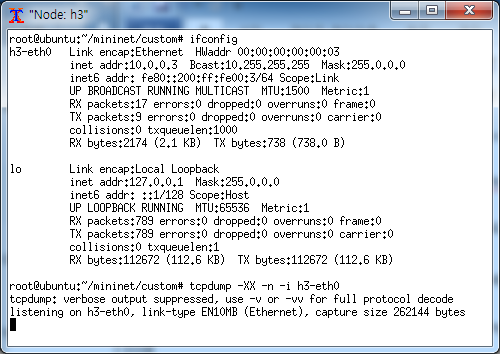 "Node: h3"
root@ubuntu:~/mininet/custom# ifconfig
h3-eth0   Link encap:Ethernet  HWaddr 00:00:00:00:00:03
          inet addr:10.0.0.3  Bcast:10.255.255.255  Mask:255.0.0.0
          inet6 addr: fe80::200:ff:fe00:3/64 Scope:Link
          UP BROADCAST RUNNING MULTICAST  MTU:1500  Metric:1
          RX packets:17 errors:0 dropped:0 overruns:0 frame:0
          TX packets:9 errors:0 dropped:0 overruns:0 carrier:0
          collisions:0 txqueuelen:1000
          RX bytes:2174 (2.1 KB)  TX bytes:738 (738.0 B)
lo        Link encap:Local Loopback
          inet addr:127.0.0.1  Mask:255.0.0.0
          inet6 addr: ::1/128 Scope:Host
          UP LOOPBACK RUNNING  MTU:65536  Metric:1
          RX packets:789 errors:0 dropped:0 overruns:0 frame:0
          TX packets:789 errors:0 dropped:0 overruns:0 carrier:0
          collisions:0 txqueuelen:1
          RX bytes:112672 (112.6 KB)  TX bytes:112672 (112.6 KB)
root@ubuntu:~/mininet/custom# tcpdump -XX -n -i h3-eth0
tcpdump: verbose output suppressed, use -v or -vv for full protocol decode
listening on h3-eth0, link-type EN10MB (Ethernet), capture size 262144 bytes